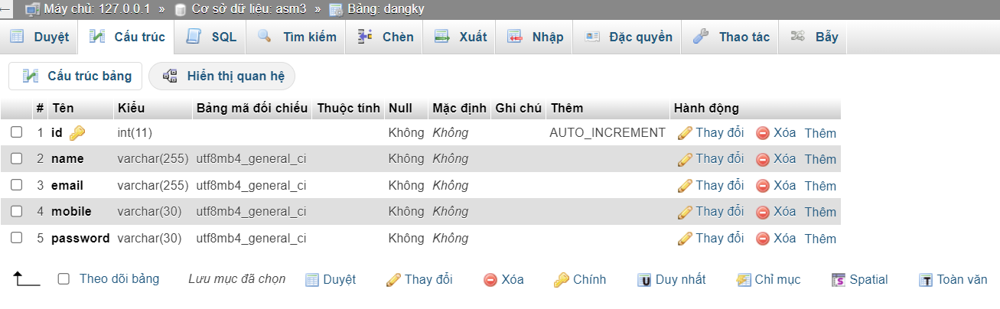 Máy chủ: 127.0.0.1 » Cơ sở dữ liệu: asm3 » Bảng: dangky
Duyệt Cấu trúc SQL Tìm kiếm Chèn Xuất Nhập Đặc quyền Thao tác Bẫy
Cấu trúc bảng Hiển thị quan hệ
# Tên Kiểu Bảng mã đối chiếu Thuộc tính Null Mặc định Ghi chú Thêm Hành động
1 id int(11) Không Không AUTO_INCREMENT Thay đổi Xóa Thêm
2 name varchar(255) utf8mb4_general_ci Không Không Thay đổi Xóa Thêm
3 email varchar(255) utf8mb4_general_ci Không Không Thay đổi Xóa Thêm
4 mobile varchar(30) utf8mb4_general_ci Không Không Thay đổi Xóa Thêm
5 password varchar(30) utf8mb4_general_ci Không Không Thay đổi Xóa Thêm
Theo dõi bảng Lưu mục đã chọn Duyệt Thay đổi Xóa Chính Duy nhất Chỉ mục Spatial Toàn văn